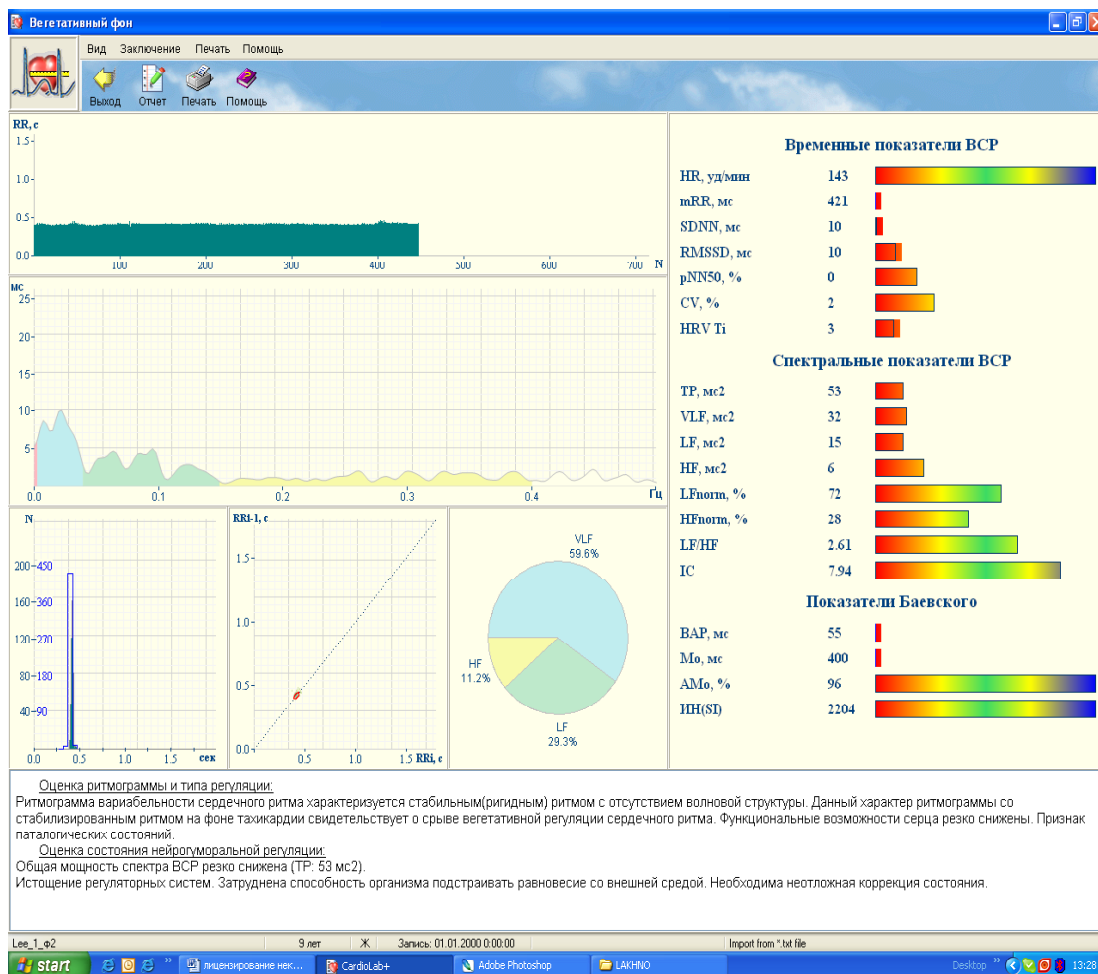 Вегетативный фон
Вид Заключение Печать Помощь
Выход Отчет Печать Помощь
RR, с
1.5
1.0
0.5
0.0
100 200 300 400 500 600 700 N
мс
25
20
15
10
5
0.0 0.1 0.2 0.3 0.4 Гц
N
200 450
160 360
120 270
80 180
40 90
0.0 0.5 1.0 1.5 сек
RRi-1, с
1.5
1.0
0.5
0.0
0.5 1.0 1.5 RRi, с
VLF
59.6%
HF
11.2%
LF
29.3%
Временные показатели ВСР
HR, уд/мин 143
mRR, мс 421
SDNN, мс 10
RMSSD, мс 10
pNN50, % 0
CV, % 2
HRV Ti 3
Спектральные показатели ВСР
TP, мс2 53
VLF, мс2 32
LF, мс2 15
HF, мс2 6
LFnorm, % 72
HFnorm, % 28
LF/HF 2.61
IC 7.94
Показатели Баевского
ВАР, мс 55
Мо, мс 400
АМо, % 96
ИН(SI) 2204
Оценка ритмограммы и типа регуляции:
Ритмограмма вариабельности сердечного ритма характеризуется стабильным(ригидным) ритмом с отсутствием волновой структуры. Данный характер ритмограммы со
стабилизированным ритмом на фоне тахикардии свидетельствует о срыве вегетативной регуляции сердечного ритма. Функциональные возможности серца резко снижены. Признак
паталогических состояний.
Оценка состояния нейрогуморальной регуляции:
Общая мощность спектра ВСР резко снижена (TP: 53 мс2).
Истощение регуляторных систем. Затруднена способность организма подстраивать равновесие со внешней средой. Необходима неотложная коррекция состояния.
Lee_1_ф2 9 лет Ж Запись: 01.01.2000 0:00:00 Import from *.txt file
start лицензирование нек... CardioLab+ Adobe Photoshop LAKHNO Desktop 13:28